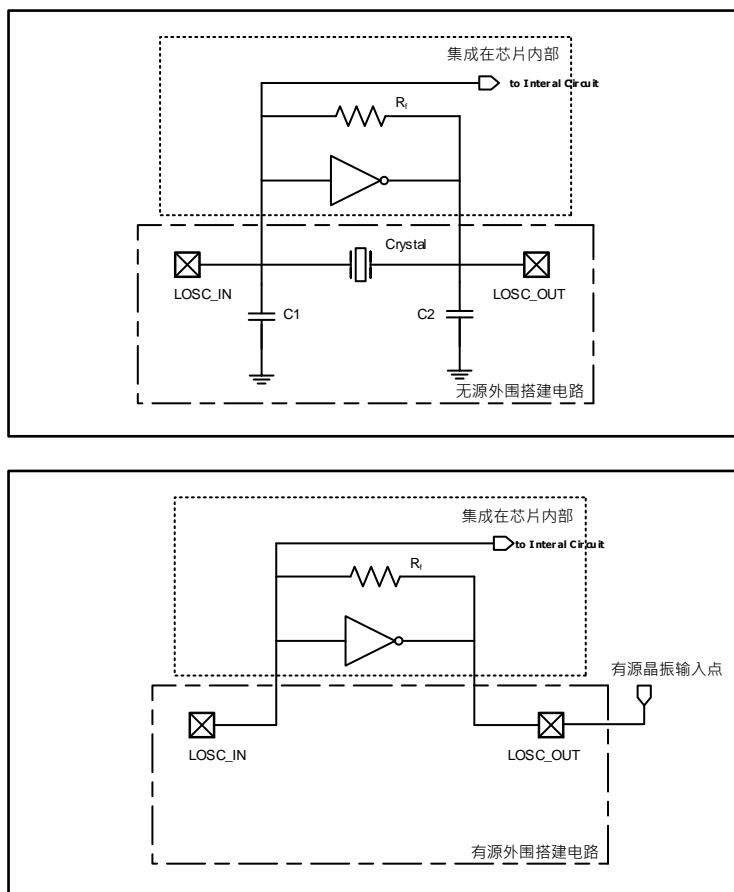 集成在芯片内部
to Interal Circuit
Rf
Crystal
LOSC_IN
LOSC_OUT
C1
C2
无源外围搭建电路
集成在芯片内部
to Interal Circuit
Rf
有源晶振输入点
LOSC_IN
LOSC_OUT
有源外围搭建电路